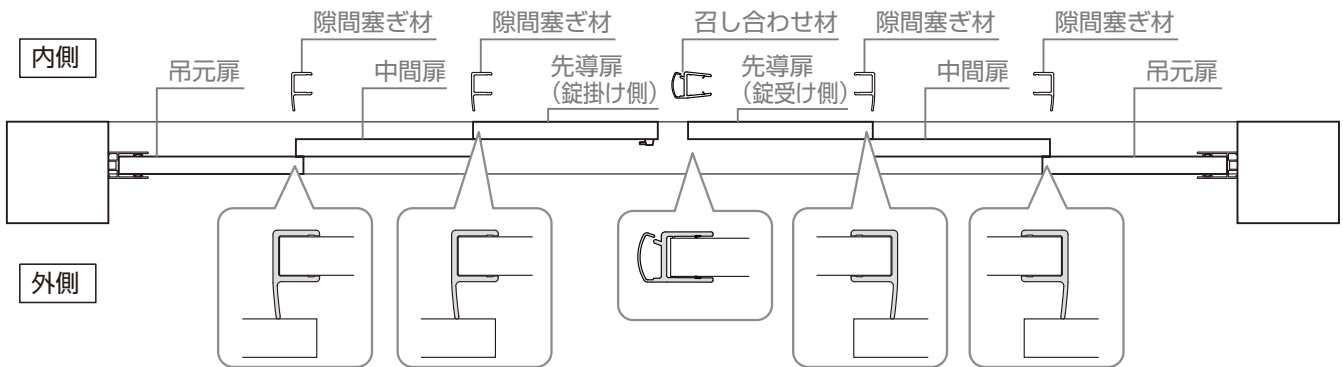 隙間塞ぎ材
隙間塞ぎ材
召し合わせ材
隙間塞ぎ材
隙間塞ぎ材
内側
吊元扉
中間扉
先導扉
（錠掛け側）
先導扉
（錠受け側）
中間扉
吊元扉
外側